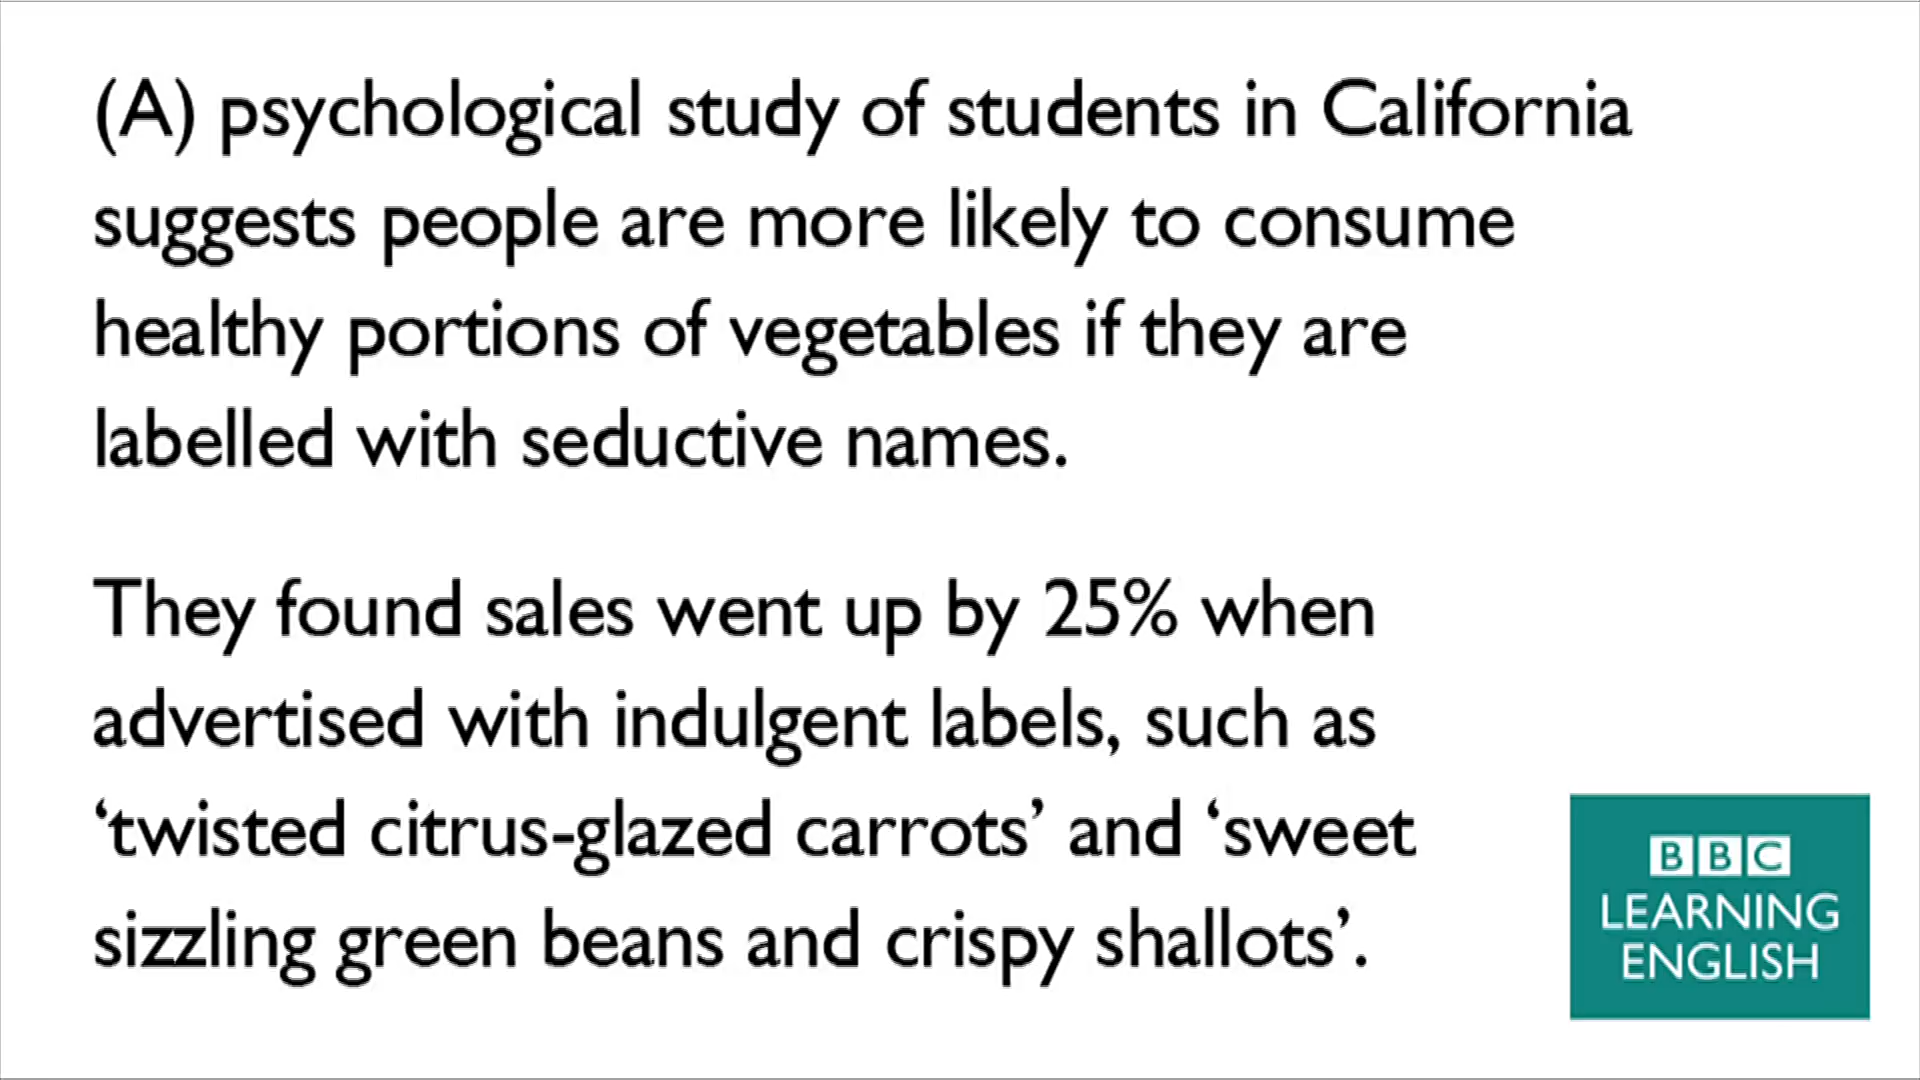 (A) psychological study of students in California
suggests people are more likely to consume
healthy portions of vegetables if they are
labelled with seductive names.
They found sales went up by 25% when
advertised with indulgent labels, such as
‘twisted citrus-glazed carrots’ and ‘sweet
sizzling green beans and crispy shallots’.
BBC
LEARNING
ENGLISH